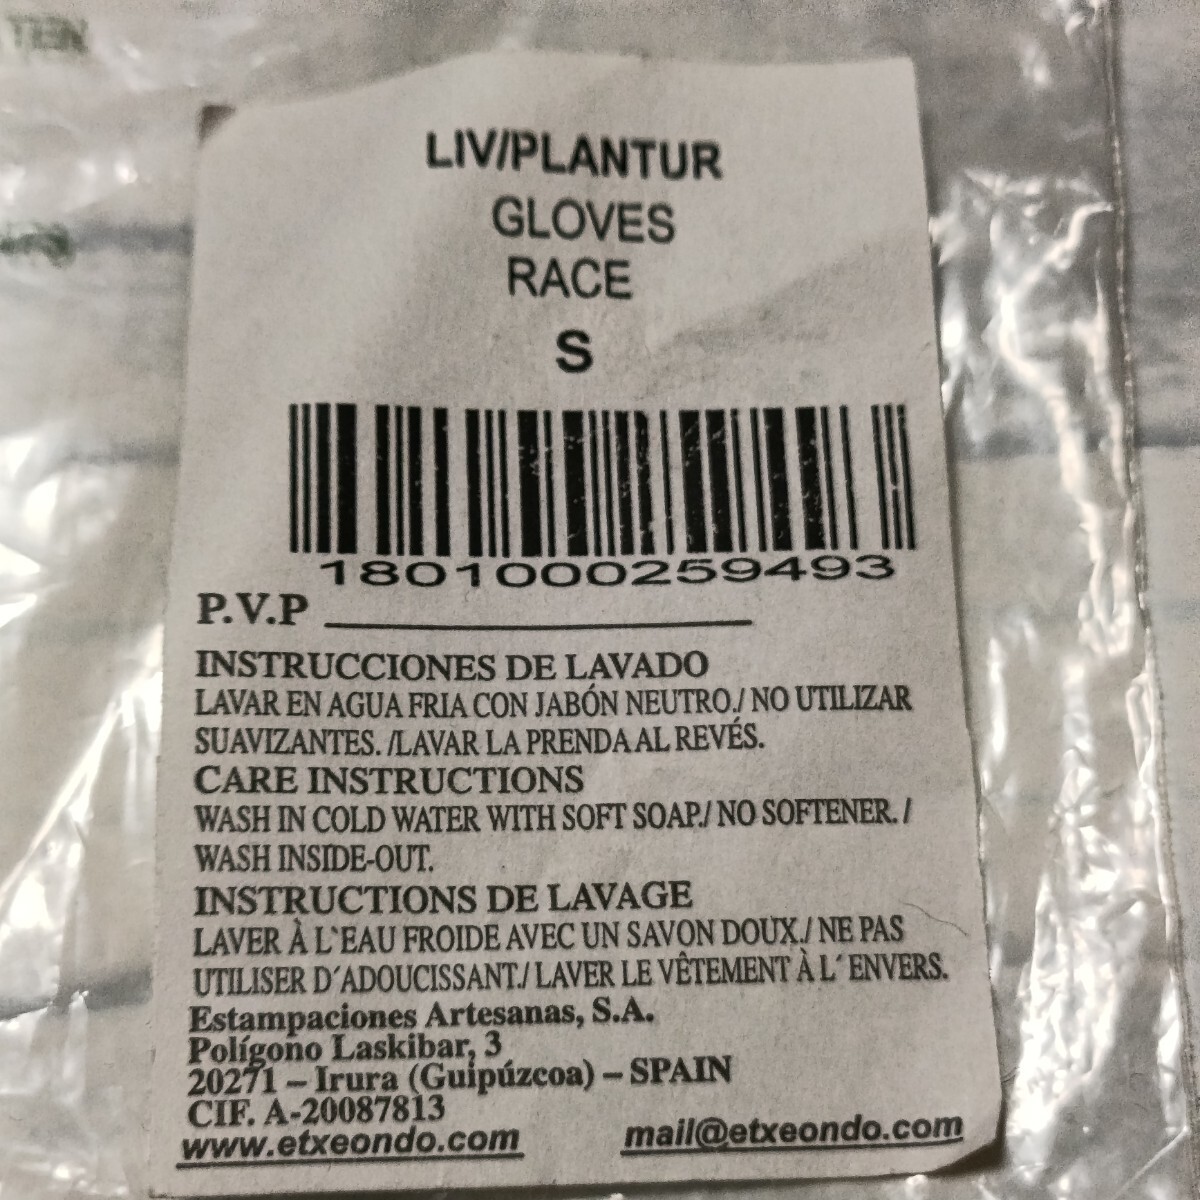 LIV/PLANTUR
GLOVES
RACE
S
1801000259493
P.V.P
INSTRUCCIONES DE LAVADO
LAVAR EN AGUA FRIA CON JABÓN NEUTRO./ NO UTILIZAR
SUAVIZANTES. /LAVAR LA PRENDA AL REVÉS.
CARE INSTRUCTIONS
WASH IN COLD WATER WITH SOFT SOAP./ NO SOFTENER. /
WASH INSIDE-OUT.
INSTRUCTIONS DE LAVAGE
LAVER À L`EAU FROIDE AVEC UN SAVON DOUX./ NE PAS
UTILISER D´ADOUCISSANT./ LAVER LE VÊTEMENT À L´ ENVERS.
Estampaciones Artesanas, S.A.
Polígono Laskibar, 3
20271 – Irura (Guipúzcoa) – SPAIN
CIF. A-20087813
www.etxeondo.com mail@etxeondo.com